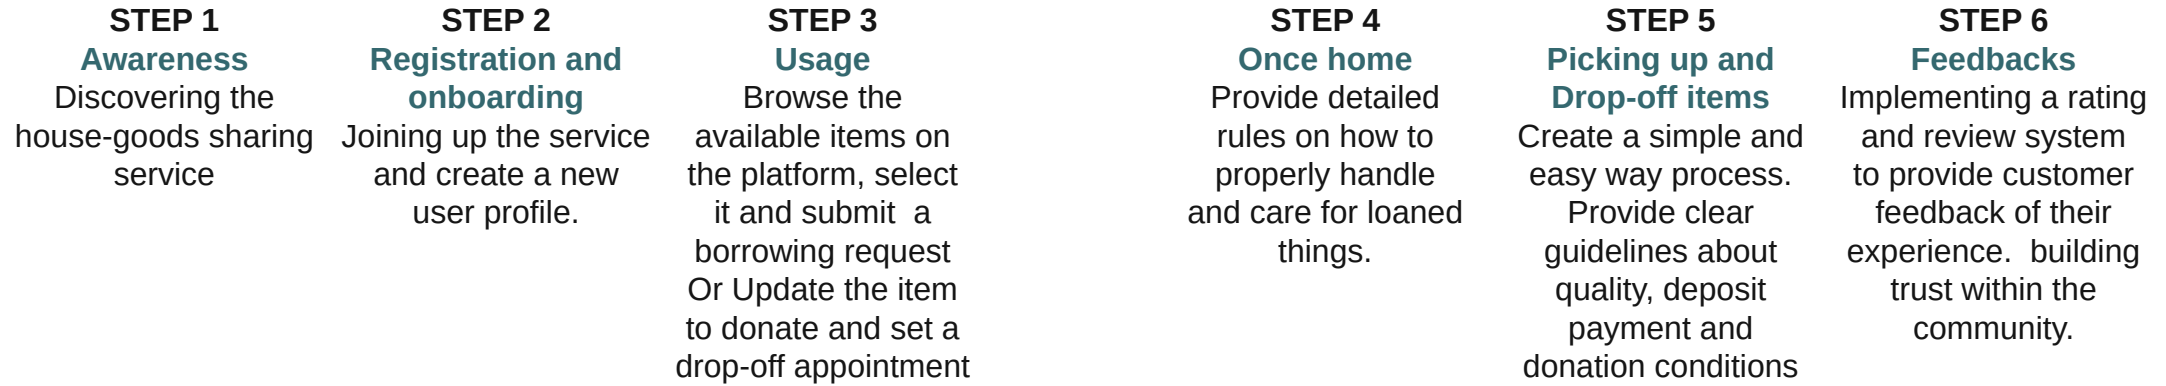 STEP 1
Awareness
Discovering the
house-goods sharing
service
STEP 2
Registration and
onboarding
Joining up the service
and create a new
user profile.
STEP 3
Usage
Browse the
available items on
the platform, select
it and submit  a
borrowing request
Or Update the item
to donate and set a
drop-off appointment
STEP 4
Once home
Provide detailed
rules on how to
properly handle
and care for loaned
things.
STEP 5
Picking up and
Drop-off items
Create a simple and
easy way process.
Provide clear
guidelines about
quality, deposit
payment and
donation conditions
STEP 6
Feedbacks
Implementing a rating
and review system
to provide customer
feedback of their
experience.  building
trust within the
community.